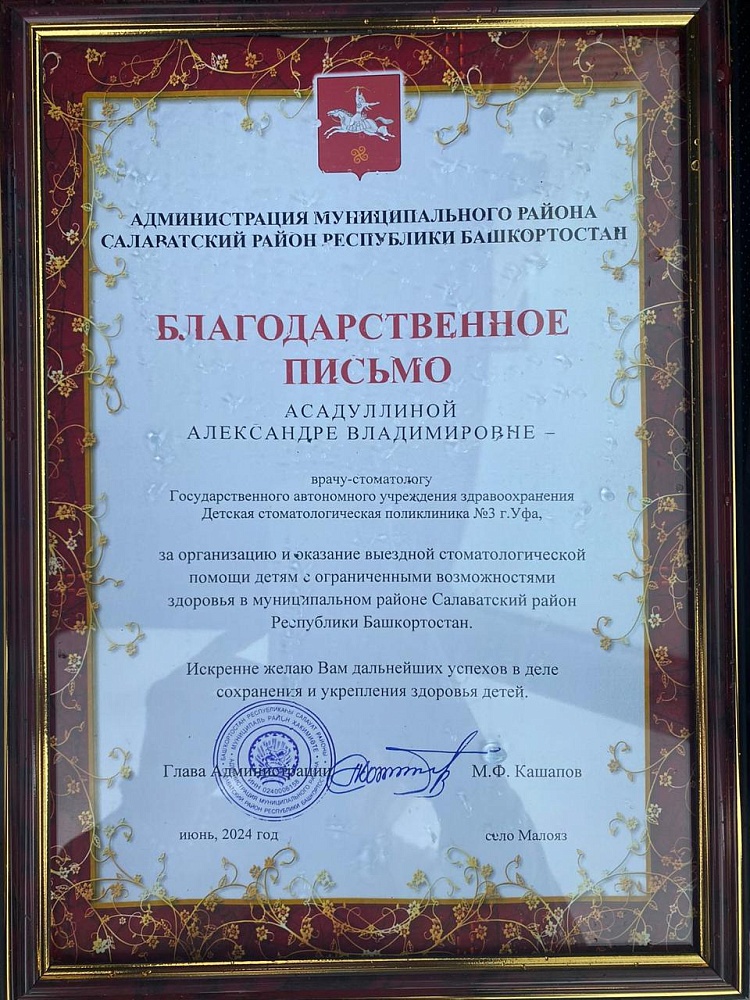 АДМИНИСТРАЦИЯ МУНИЦИПАЛЬНОГО РАЙОНА
САЛАВАТСКИЙ РАЙОН РЕСПУБЛИКИ БАШКОРТОСТАН
БЛАГОДАРСТВЕННОЕ
ПИСЬМО
АСАДУЛЛИНОЙ
АЛЕКСАНДРЕ ВЛАДИМИРОВНЕ –
врачу-стоматологу
Государственного автономного учреждения здравоохранения
Детская стоматологическая поликлиника №3 г.Уфа,
за организацию и оказание выездной стоматологической
помощи детям с ограниченными возможностями
здоровья в муниципальном районе Салаватский район
Республики Башкортостан.
Искренне желаю Вам дальнейших успехов в деле
сохранения и укрепления здоровья детей.
Глава Администрации
М.Ф. Кашапов
июнь, 2024 год
село Малояз